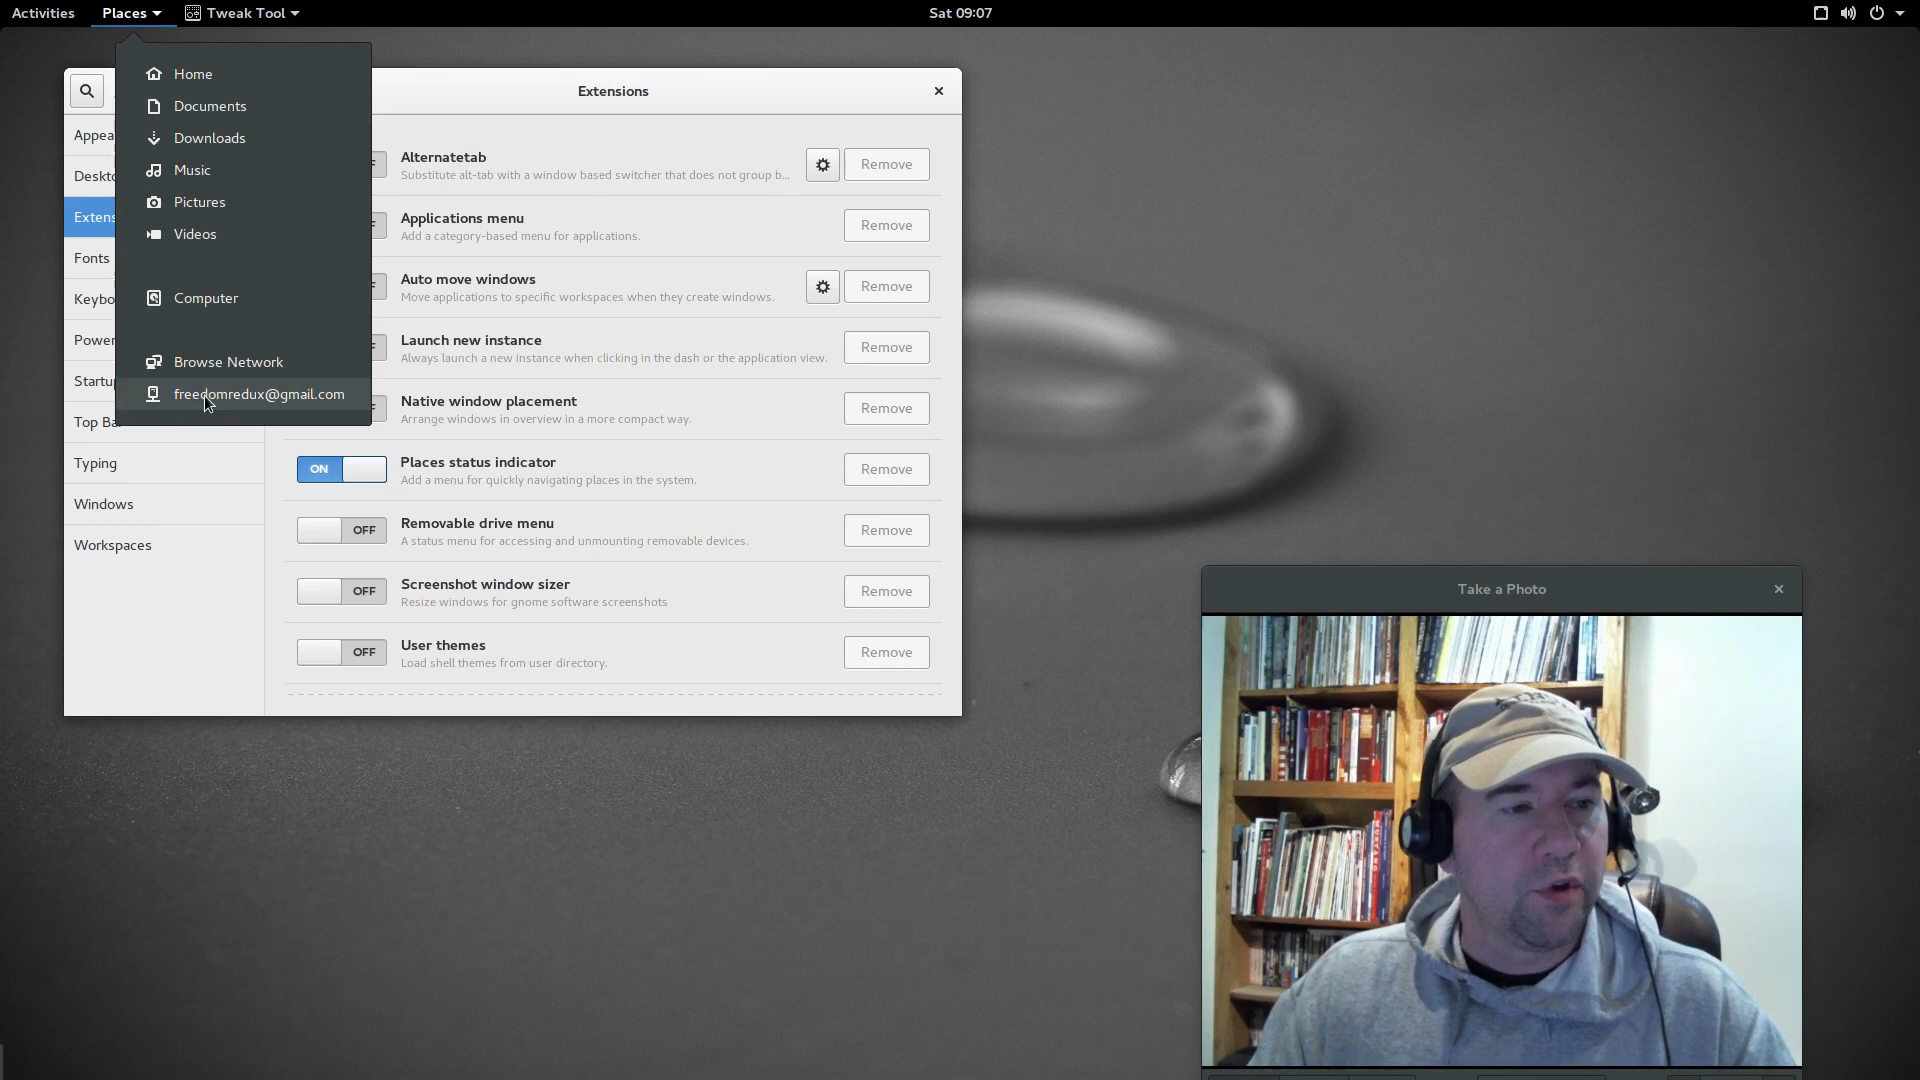 Activities
Places
Tweak Tool
Sat 09:07
Home
Documents
Downloads
Music
Pictures
Videos
Computer
Browse Network
freedomredux@gmail.com
Extensions
Appea
Deskto
Extens
Fonts
Keybo
Power
Startu
Top Ba
Typing
Windows
Workspaces
Alternatetab
Substitute alt-tab with a window based switcher that does not group b...
Remove
Applications menu
Add a category-based menu for applications.
Remove
Auto move windows
Move applications to specific workspaces when they create windows.
Remove
Launch new instance
Always launch a new instance when clicking in the dash or the application view.
Remove
Native window placement
Arrange windows in overview in a more compact way.
Remove
ON
Places status indicator
Add a menu for quickly navigating places in the system.
Remove
OFF
Removable drive menu
A status menu for accessing and unmounting removable devices.
Remove
OFF
Screenshot window sizer
Resize windows for gnome software screenshots
Remove
OFF
User themes
Load shell themes from user directory.
Remove
Take a Photo
MUSTANG